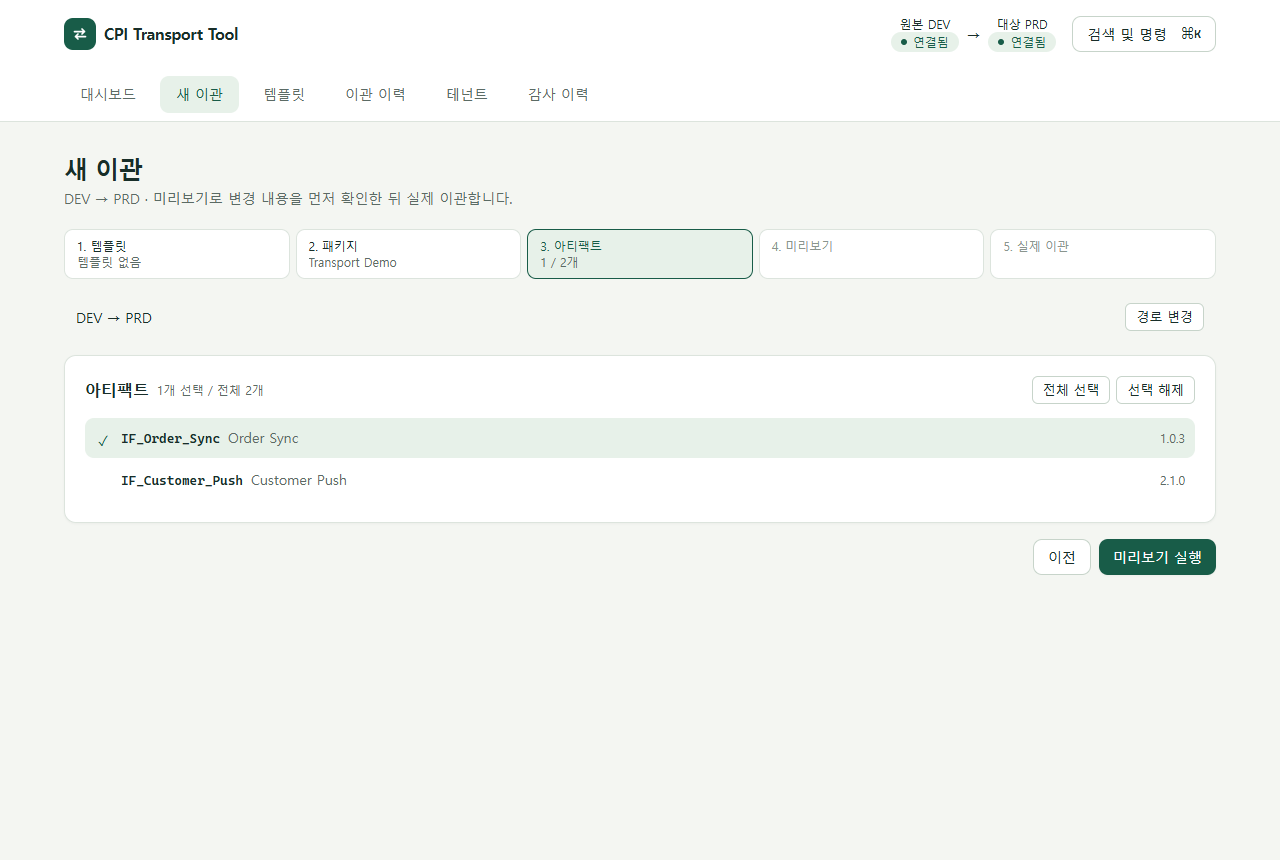 CPI Transport Tool
원본 DEV
연결됨
→
대상 PRD
연결됨
검색 및 명령 ⌘K
대시보드
새 이관
템플릿
이관 이력
테넌트
감사 이력
새 이관
DEV → PRD · 미리보기로 변경 내용을 먼저 확인한 뒤 실제 이관합니다.
1. 템플릿
템플릿 없음
2. 패키지
Transport Demo
3. 아티팩트
1 / 2개
4. 미리보기
5. 실제 이관
DEV → PRD
경로 변경
아티팩트 1개 선택 / 전체 2개
전체 선택
선택 해제
✓ IF_Order_Sync Order Sync 1.0.3
IF_Customer_Push Customer Push 2.1.0
이전
미리보기 실행